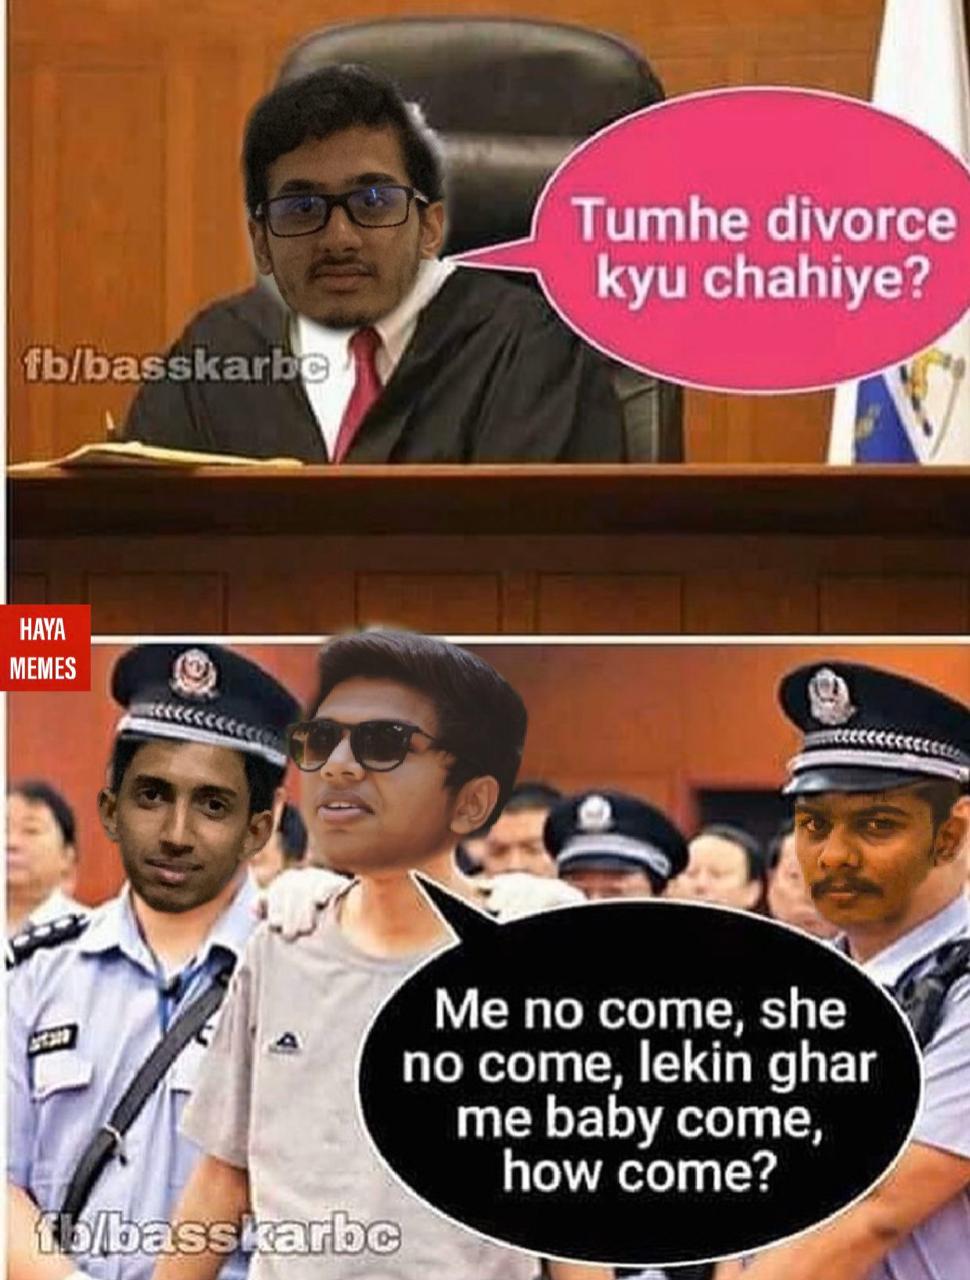 Tumhe divorce
kyu chahiye?
fb/basskarbc
HAYA
MEMES
Me no come, she
no come, lekin ghar
me baby come,
how come?
fb/basskarbc